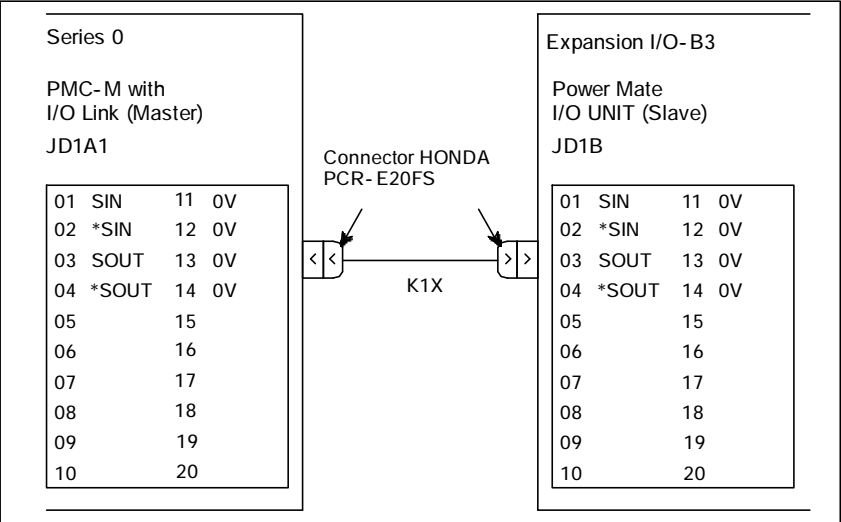 Series 0
PMC-M with
I/O Link (Master)
JD1A1
01 SIN 11 0V
02 *SIN 12 0V
03 SOUT 13 0V
04 *SOUT 14 0V
05 15
06 16
07 17
08 18
09 19
10 20
Connector HONDA
PCR-E20FS
< <
> >
K1X
Expansion I/O-B3
Power Mate
I/O UNIT (Slave)
JD1B
01 SIN 11 0V
02 *SIN 12 0V
03 SOUT 13 0V
04 *SOUT 14 0V
05 15
06 16
07 17
08 18
09 19
10 20